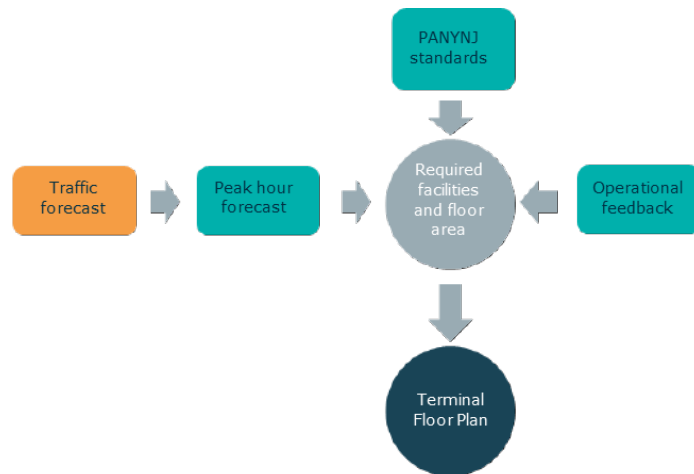 PANYNJ
standards
Traffic
forecast
Peak hour
forecast
Required
facilities
and floor
area
Operational
feedback
Terminal
Floor Plan